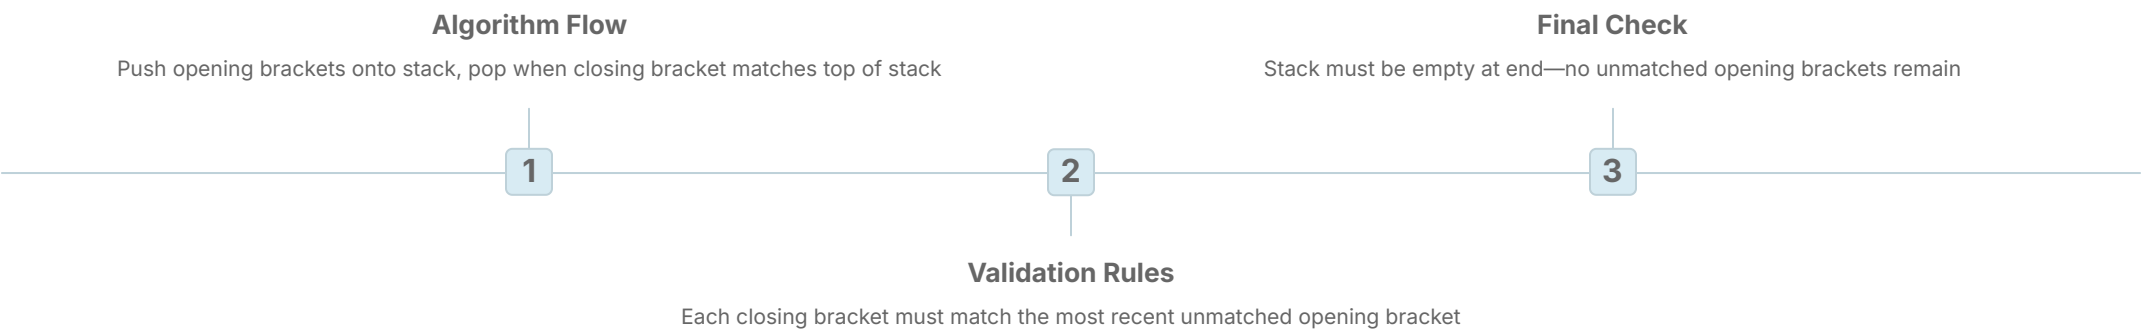 Algorithm Flow
Push opening brackets onto stack, pop when closing bracket matches top of stack
Final Check
Stack must be empty at end—no unmatched opening brackets remain
1
2
3
Validation Rules
Each closing bracket must match the most recent unmatched opening bracket